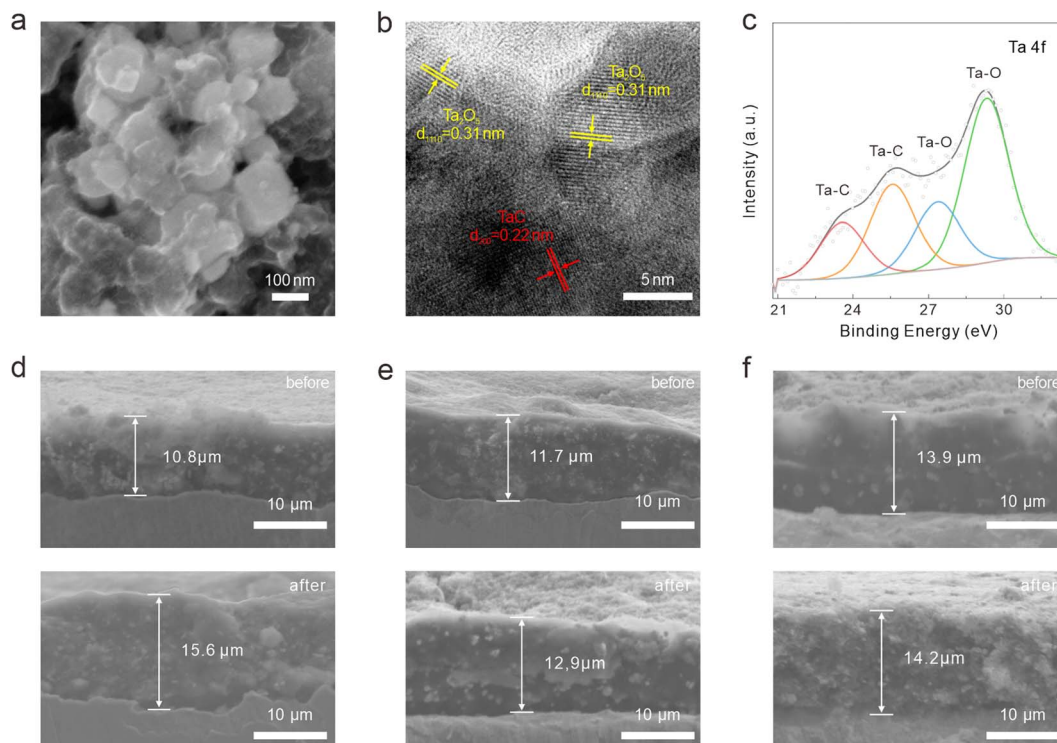 a
100 nm
b
Ta₂O₅
d₁₁₁₀=0.31 nm
Ta₂O₅
d₁₁₁₀=0.31 nm
TaC
d₂₀₀=0.22 nm
5 nm
c
Ta 4f
Ta-O
Ta-C
Ta-O
Ta-C
Intensity (a.u.)
21 24 27 30
Binding Energy (eV)
d
before
10.8μm
10 μm
after
15.6 μm
10 μm
e
before
11.7 μm
10 μm
after
12,9μm
10 μm
f
before
13.9 μm
10 μm
after
14.2μm
10 μm